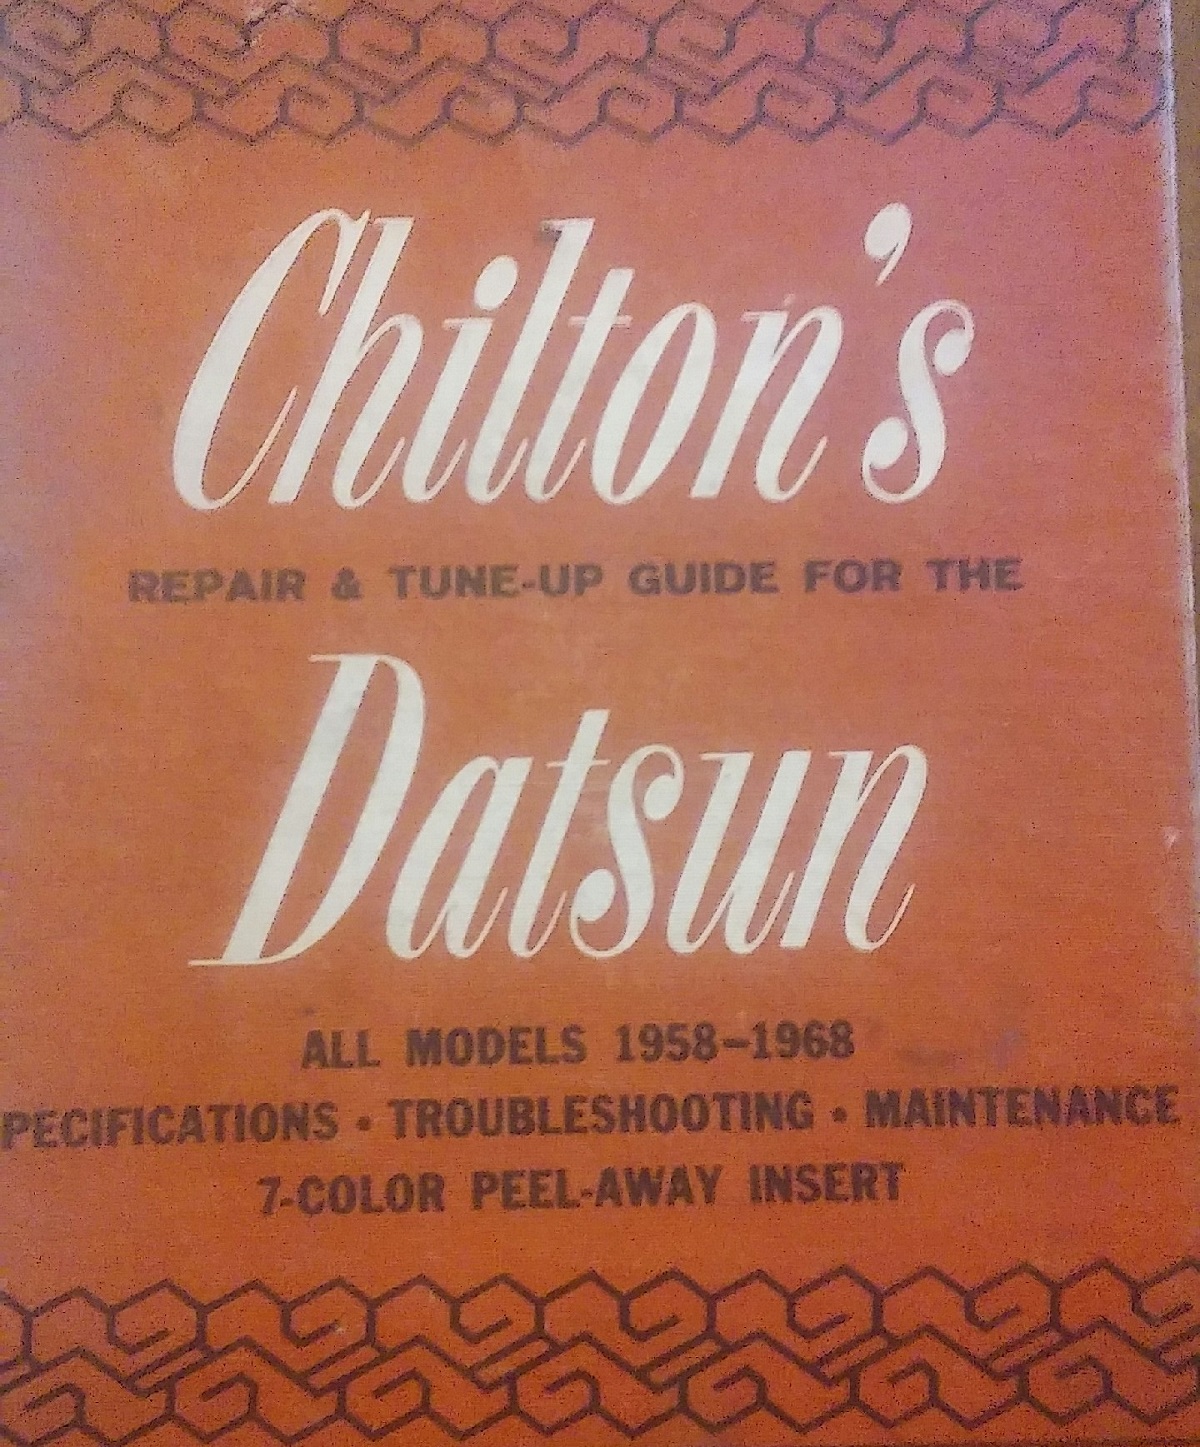 Chilton's
REPAIR & TUNE-UP GUIDE FOR THE
Datsun
ALL MODELS 1958-1968
PECIFICATIONS • TROUBLESHOOTING • MAINTENANCE
7-COLOR PEEL-AWAY INSERT